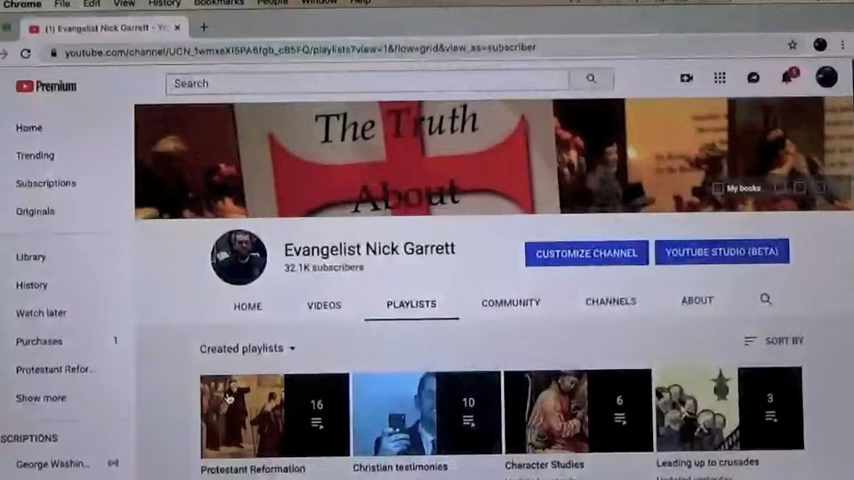 Chrome File Edit View History Bookmarks People Window Help
(1) Evangelist Nick Garrett - Yo
youtube.com/channel/UCN_1wmxeXISPA6fgb_cB5FQ/playlists?view=1&flow=grid&view_as=subscriber
Premium
Search
Home
Trending
Subscriptions
Originals
Library
History
Watch later
Purchases 1
Protestant Refor...
Show more
SCRIPTIONS
George Washin...
The Truth
About
My books
Evangelist Nick Garrett
32.1K subscribers
CUSTOMIZE CHANNEL
YOUTUBE STUDIO (BETA)
HOME VIDEOS PLAYLISTS COMMUNITY CHANNELS ABOUT
Created playlists
SORT BY
16
10
6
3
Protestant Reformation
Christian testimonies
Character Studies
Leading up to crusades